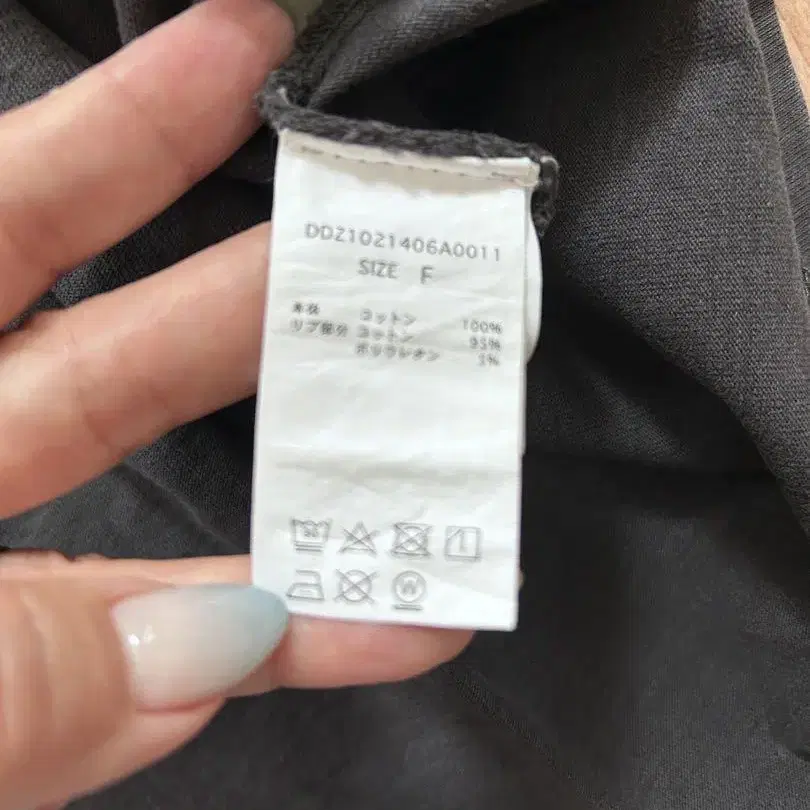 DDZ1021406A0011
SIZE F
本体 コットン 100%
リブ部分 コットン 95%
ポリウレタン 5%